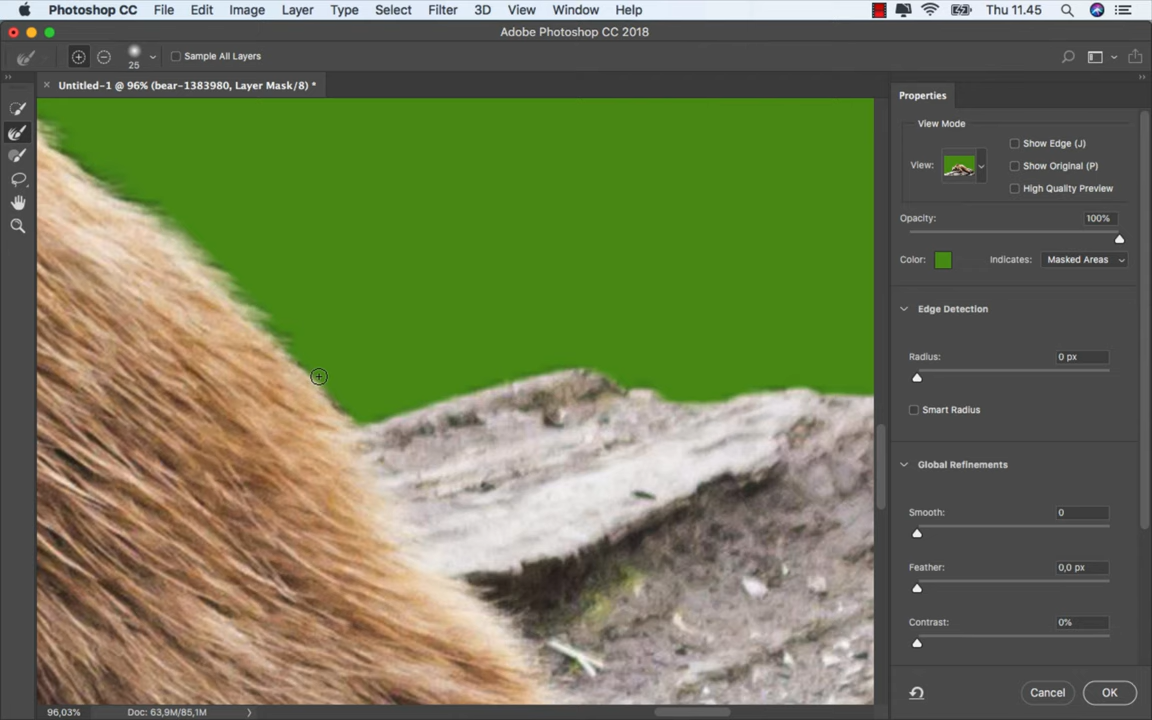 Photoshop CC File Edit Image Layer Type Select Filter 3D View Window Help Thu 11.45
Adobe Photoshop CC 2018
25 Sample All Layers
Untitled-1 @ 96% (bear-1383980, Layer Mask/8) *
Properties
View Mode
Show Edge (J)
View:
Show Original (P)
High Quality Preview
Opacity: 100%
Color: Indicates: Masked Areas
Edge Detection
Radius: 0 px
Smart Radius
Global Refinements
Smooth: 0
Feather: 0,0 px
Contrast: 0%
Cancel OK
96,03% Doc: 63,9M/85,1M